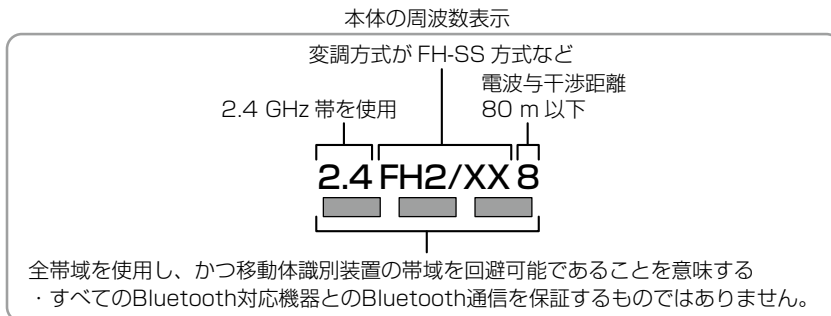 本体の周波数表示
変調方式が FH-SS 方式など
電波与干渉距離
2.4 GHz 帯を使用
80 m 以下
2.4 FH2/XX 8
全帯域を使用し、かつ移動体識別装置の帯域を回避可能であることを意味する
・すべてのBluetooth対応機器とのBluetooth通信を保証するものではありません。